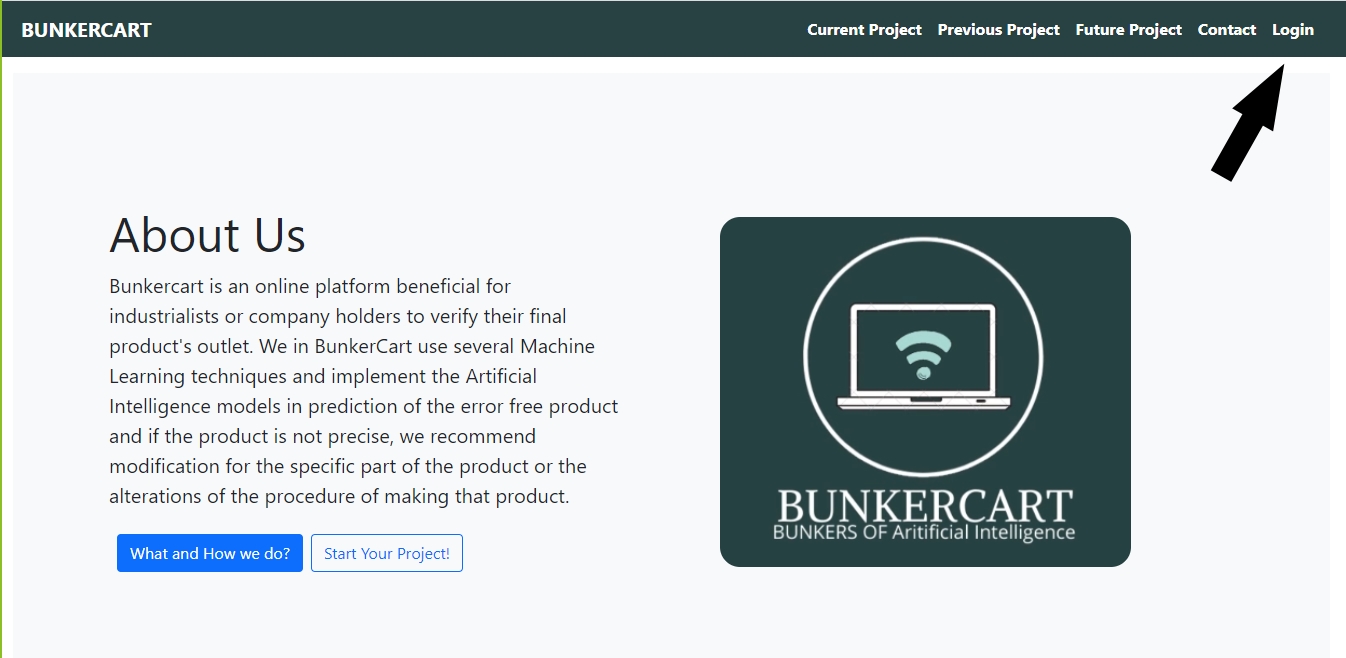 BUNKERCART
Current Project Previous Project Future Project Contact Login
About Us
Bunkercart is an online platform beneficial for
industrialists or company holders to verify their final
product's outlet. We in BunkerCart use several Machine
Learning techniques and implement the Artificial
Intelligence models in prediction of the error free product
and if the product is not precise, we recommend
modification for the specific part of the product or the
alterations of the procedure of making that product.
What and How we do? Start Your Project!
BUNKERCART
BUNKERS OF Aritificial Intelligence